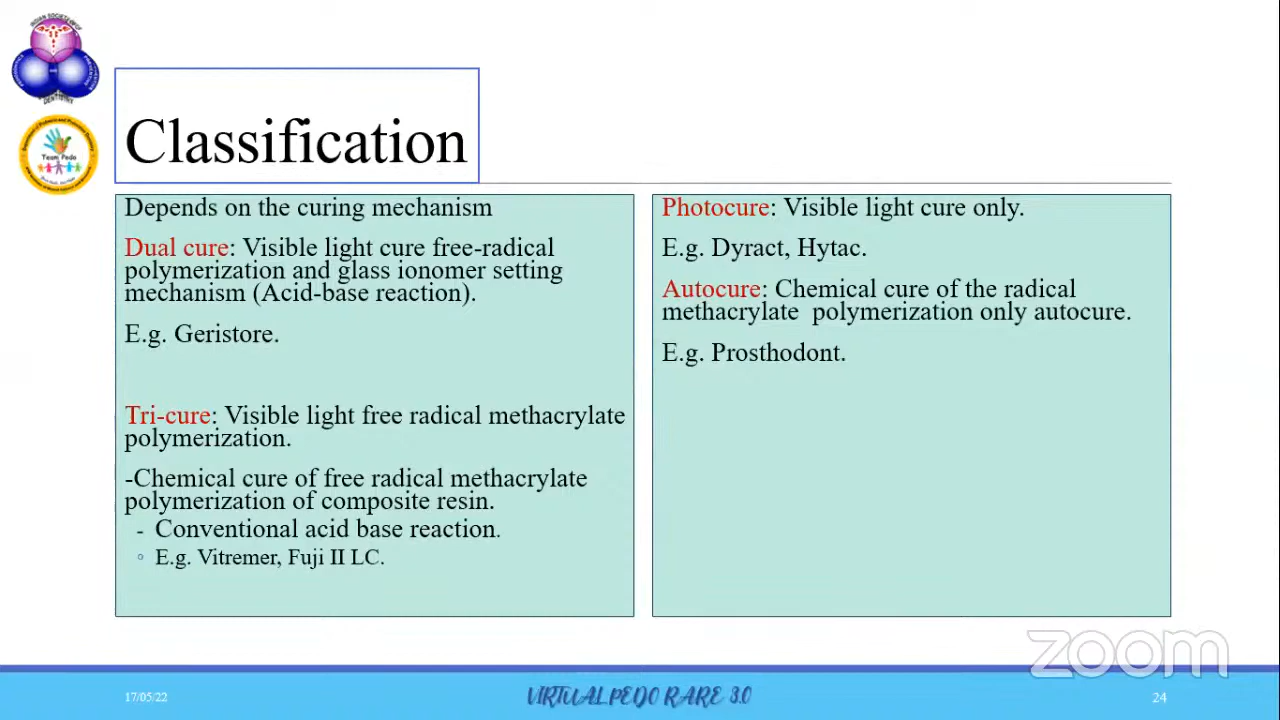 Classification
Depends on the curing mechanism
Dual cure: Visible light cure free-radical
polymerization and glass ionomer setting
mechanism (Acid-base reaction).
E.g. Geristore.
Tri-cure: Visible light free radical methacrylate
polymerization.
-Chemical cure of free radical methacrylate
polymerization of composite resin.
- Conventional acid base reaction.
◦ E.g. Vitremer, Fuji II LC.
Photocure: Visible light cure only.
E.g. Dyract, Hytac.
Autocure: Chemical cure of the radical
methacrylate polymerization only autocure.
E.g. Prosthodont.
Team Pedo
zoom
17/05/22
VIRTUAL PEDO RARE 3.0
24